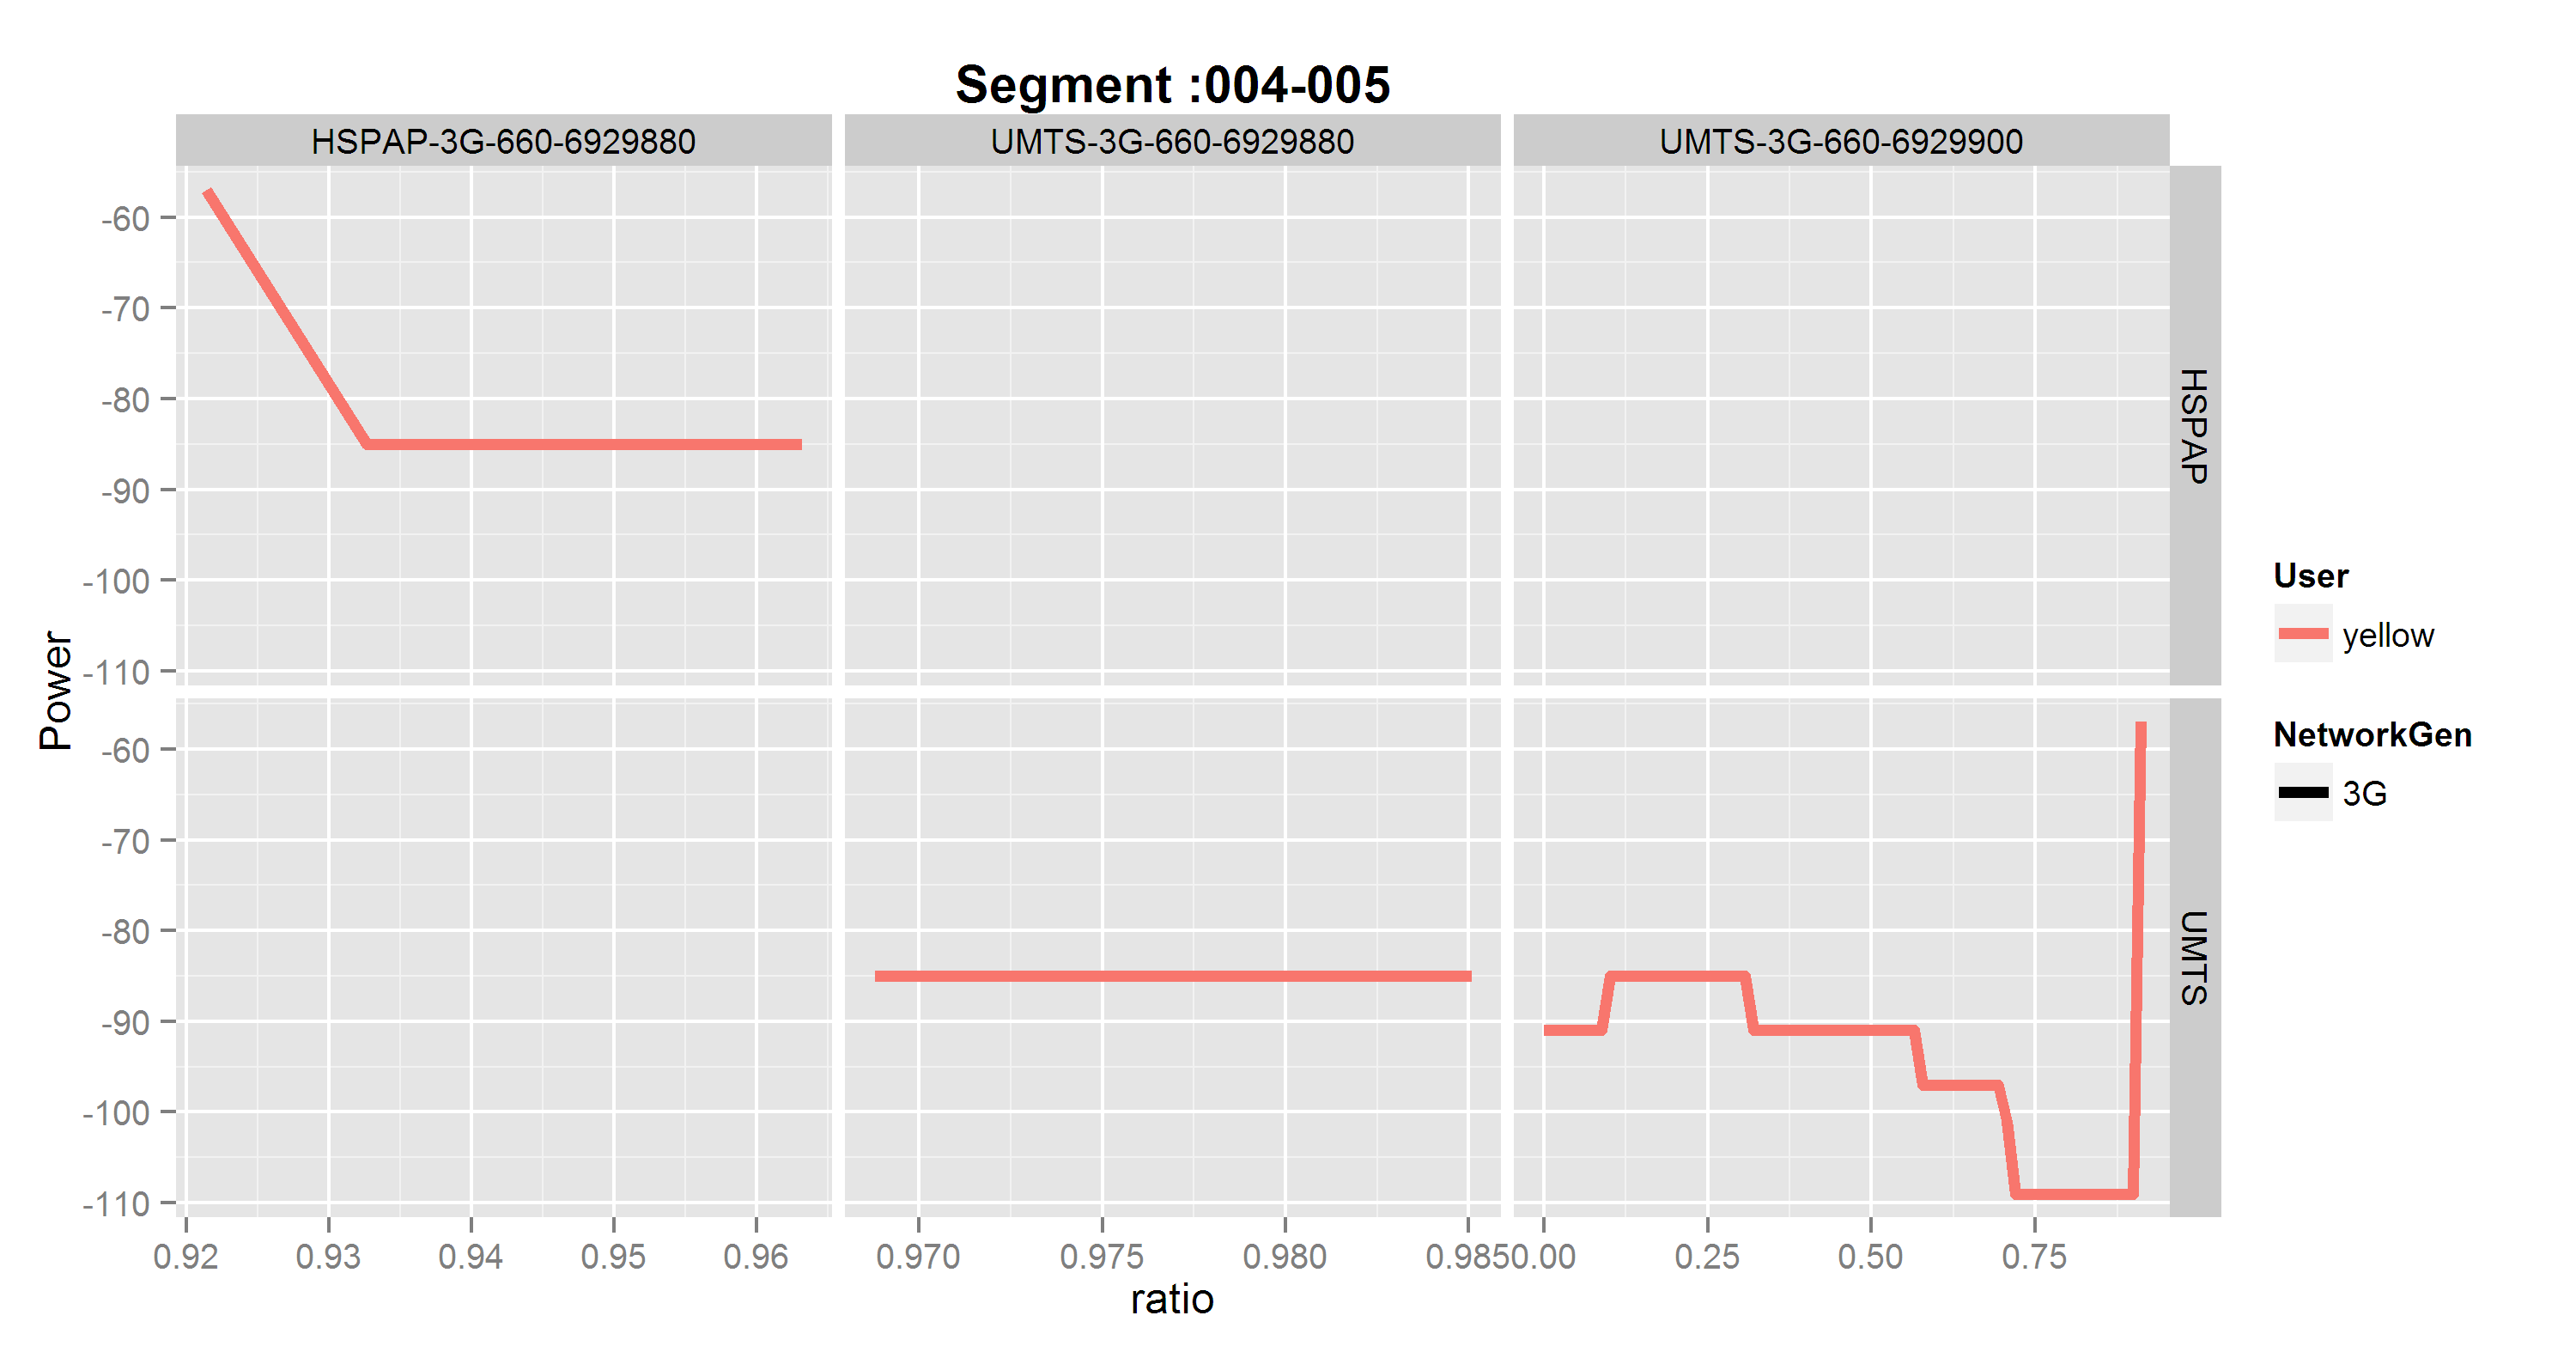 Segment :004-005
HSPAP-3G-660-6929880
UMTS-3G-660-6929880
UMTS-3G-660-6929900
-60
-70
-80
-90
-100
-110
HSPAP
Power
-60
-70
-80
-90
-100
-110
UMTS
0.92 0.93 0.94 0.95 0.96
0.970 0.975 0.980 0.985
0.00 0.25 0.50 0.75
ratio
User
yellow
NetworkGen
3G